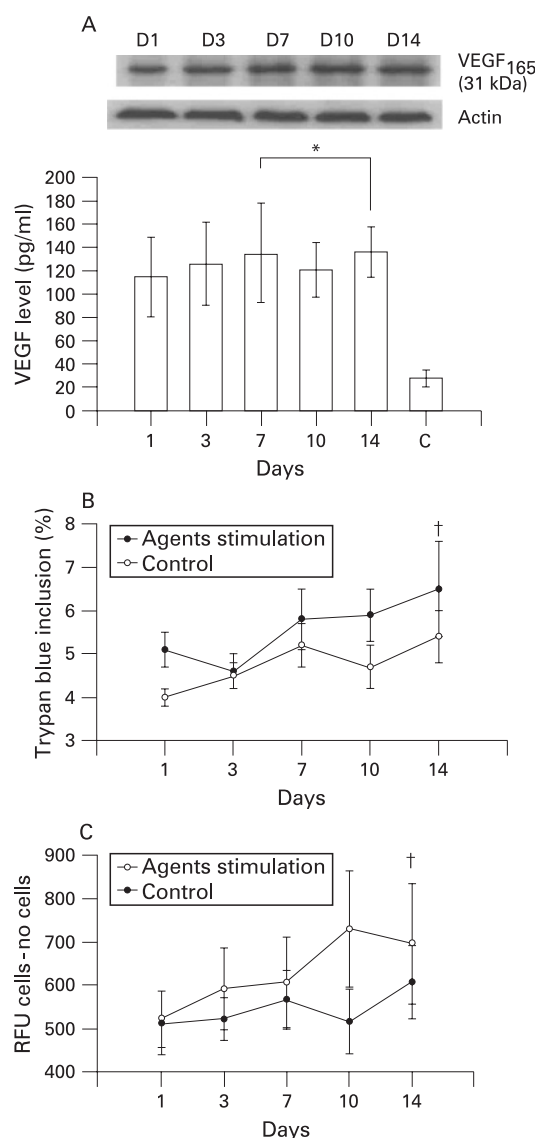 A
D1 D3 D7 D10 D14
VEGF165
(31 kDa)
Actin
*
VEGF level (pg/ml)
200
180
160
140
120
100
80
60
40
20
0
1 3 7 10 14 C
Days
B
Trypan blue inclusion (%)
8
7
6
5
4
3
Agents stimulation
Control
†
1 3 7 10 14
Days
C
RFU cells-no cells
900
800
700
600
500
400
Agents stimulation
Control
†
1 3 7 10 14
Days